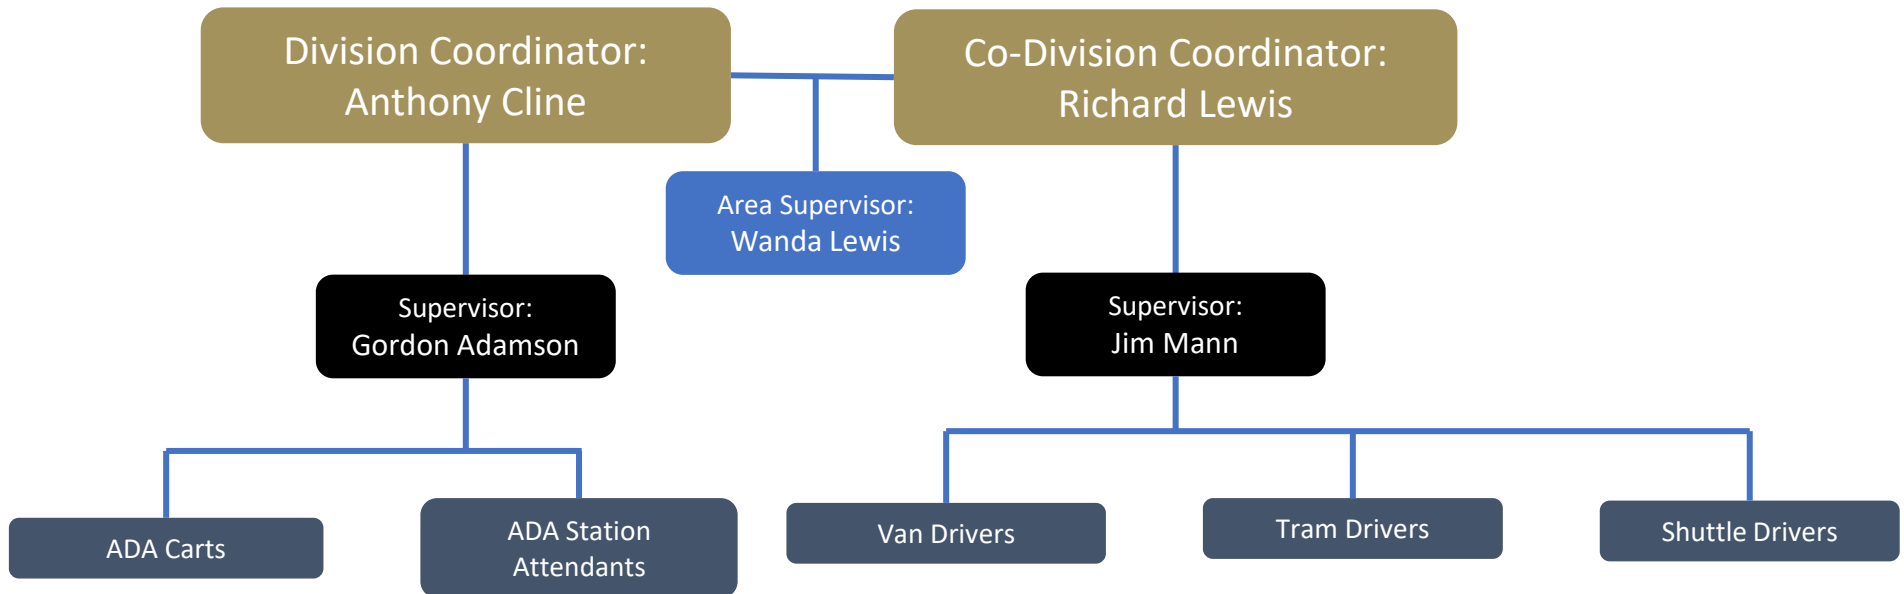 Division Coordinator:
Anthony Cline
Co-Division Coordinator:
Richard Lewis
Area Supervisor:
Wanda Lewis
Supervisor:
Gordon Adamson
Supervisor:
Jim Mann
ADA Carts
ADA Station
Attendants
Van Drivers
Tram Drivers
Shuttle Drivers